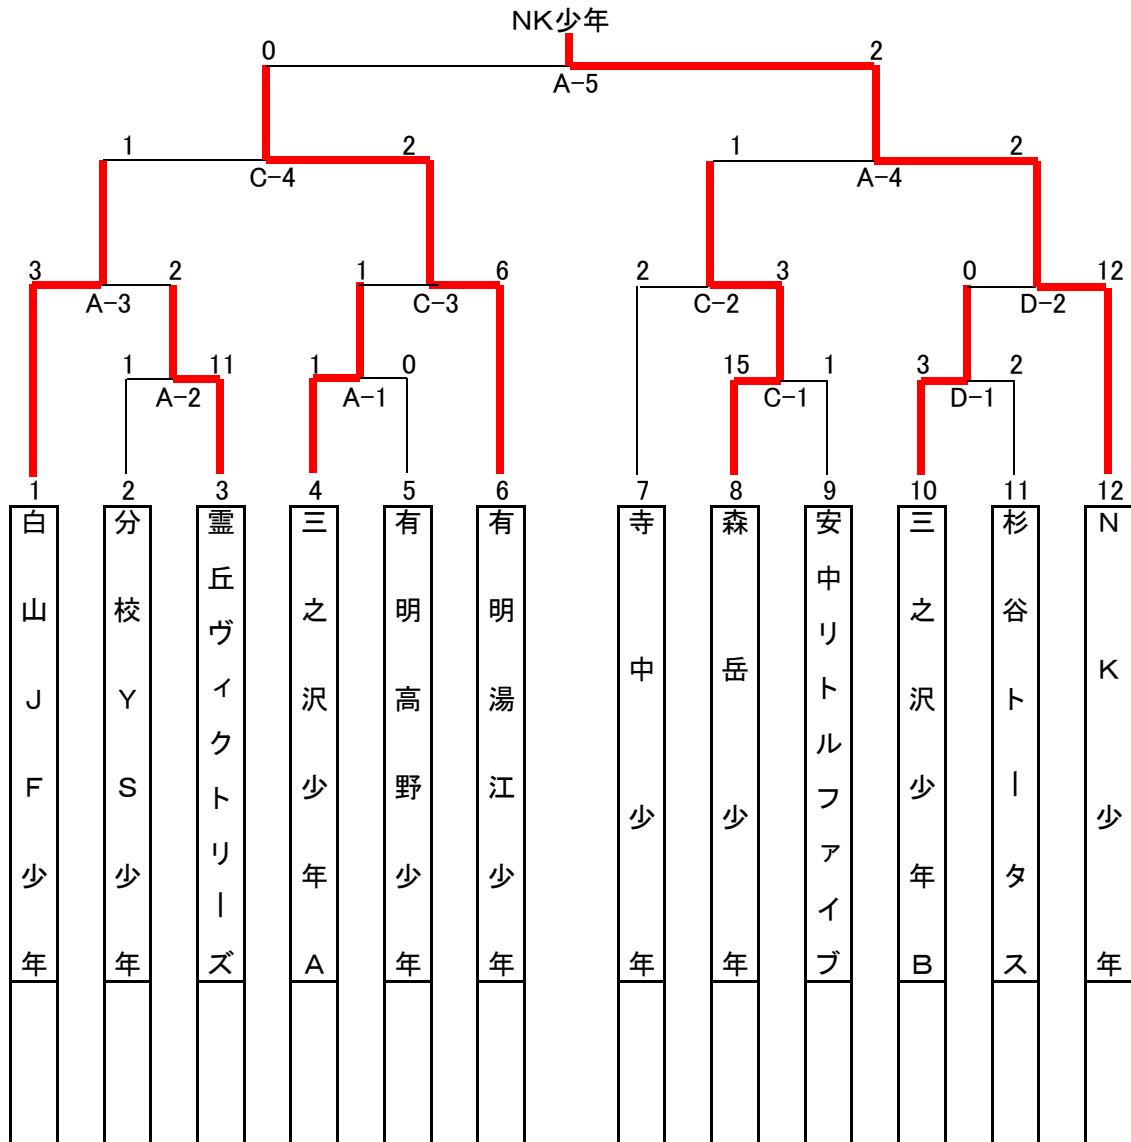 NK少年
0 2
A-5
1 2 1 2
C-4 A-4
3 2 1 6 2 3 0 12
A-3 C-3 C-2 D-2
1 11 1 0 15 1 3 2
A-2 A-1 C-1 D-1
1 2 3 4 5 6 7 8 9 10 11 12
白山JF少年
分校YS少年
霊丘ヴィクトリーズ
三之沢少年A
有明高野少年
有明湯江少年
寺中少年
森岳少年
安中リトルファイブ
三之沢少年B
杉谷トータス
NK少年